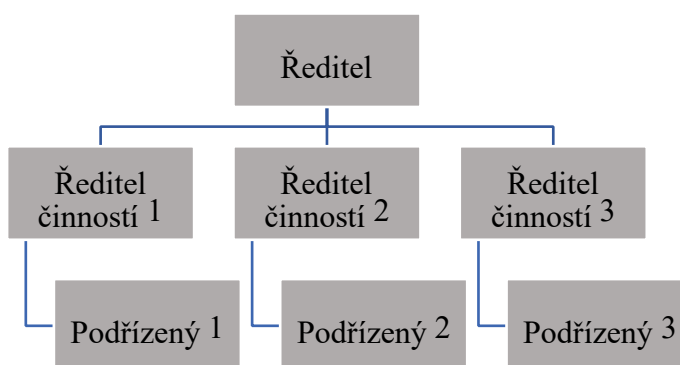 Ředitel
Ředitel
činností 1
Ředitel
činností 2
Ředitel
činností 3
Podřízený 1
Podřízený 2
Podřízený 3